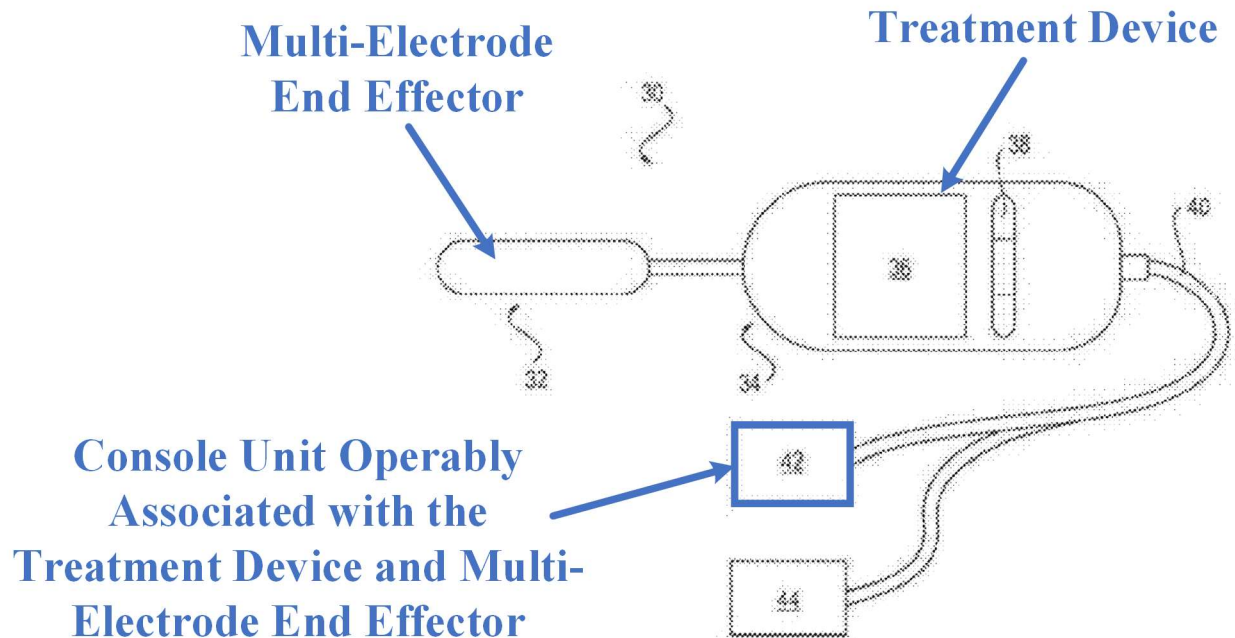 Multi-Electrode
End Effector
Treatment Device
30
38
40
36
32
34
Console Unit Operably
Associated with the
Treatment Device and Multi-
Electrode End Effector
42
44